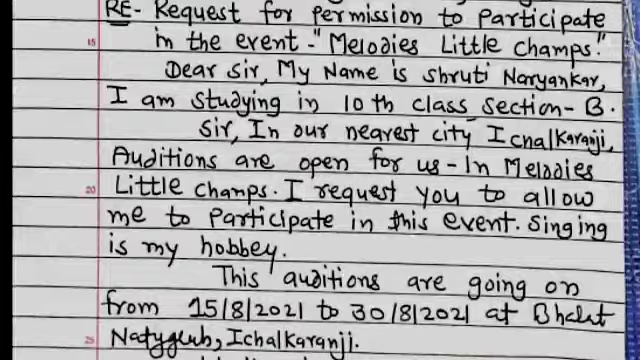 RE- Request for permission to participate
15 in the event-"Melodies Little Champs."
Dear Sir, My Name is Shruti Naryankar,
I am Studying in 10th class Section-B.
Sir, In our nearest city Ichalkaranji,
Auditions are open for us-In Melodies
20 Little champs. I request you to allow
me to Participate in this event. Singing
is my hobbey.
This auditions are going on
from 15/8/2021 to 30/8/2021 at
25 Ichalkaranji.